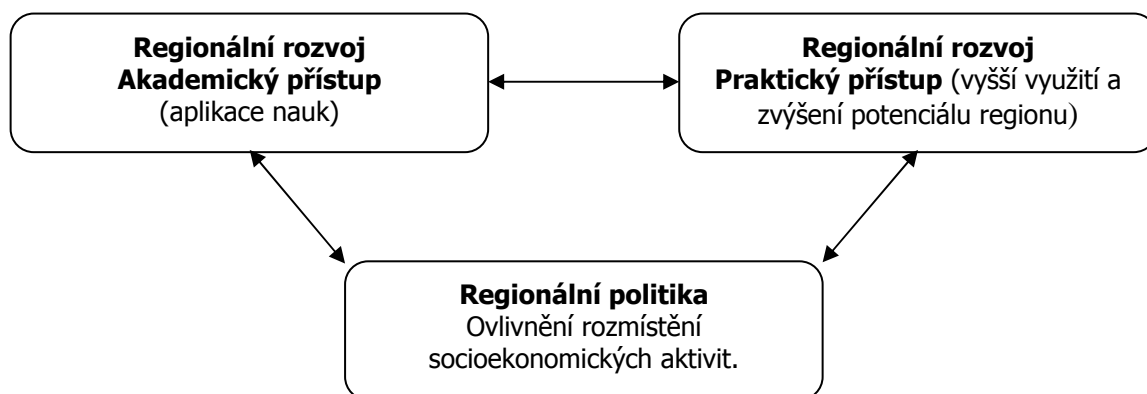 Regionální rozvoj
Akademický přístup
(aplikace nauk)
Regionální rozvoj
Praktický přístup (vyšší využití a
zvýšení potenciálu regionu)
Regionální politika
Ovlivnění rozmístění
socioekonomických aktivit.